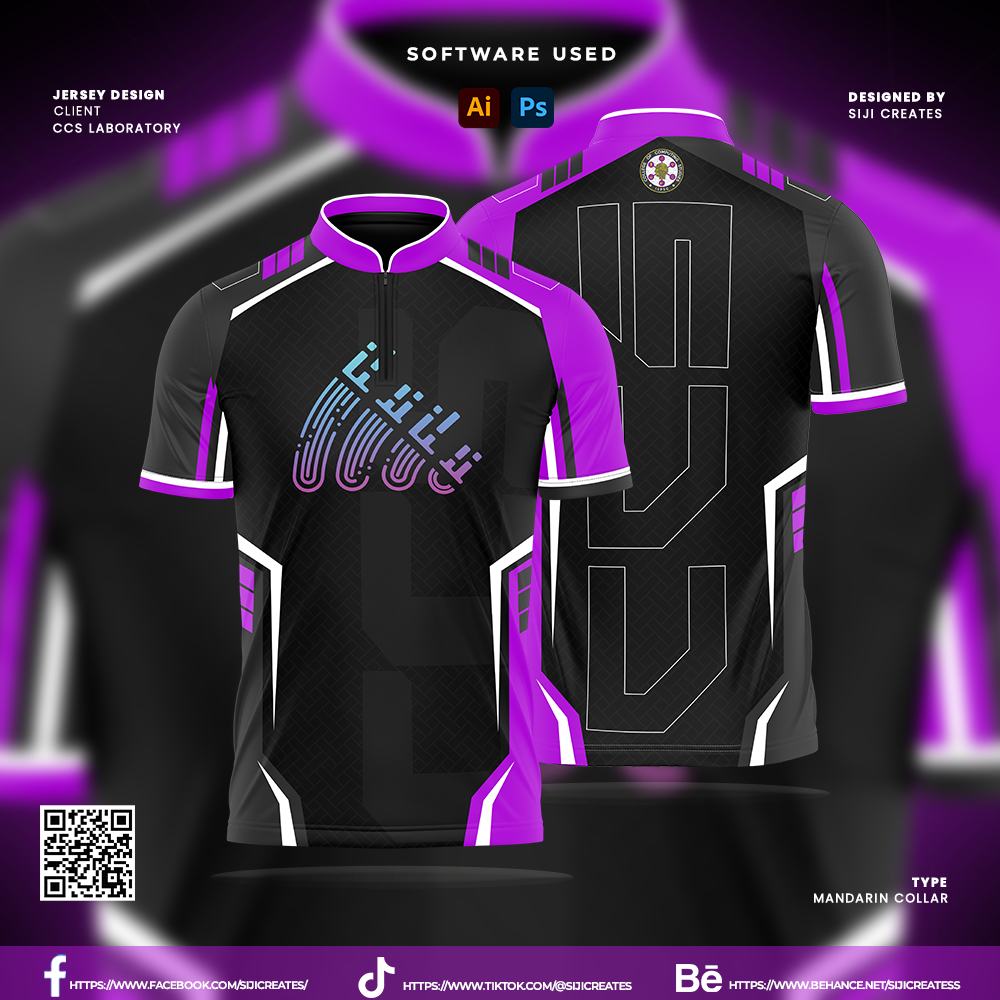 SOFTWARE USED
Ai Ps
JERSEY DESIGN
CLIENT
CCS LABORATORY
DESIGNED BY
SIJI CREATES
TYPE
MANDARIN COLLAR
HTTPS://WWW.FACEBOOK.COM/SIJICREATES/
HTTPS://WWW.TIKTOK.COM/@SIJICREATES
Bē HTTPS://WWW.BEHANCE.NET/SIJICREATESS